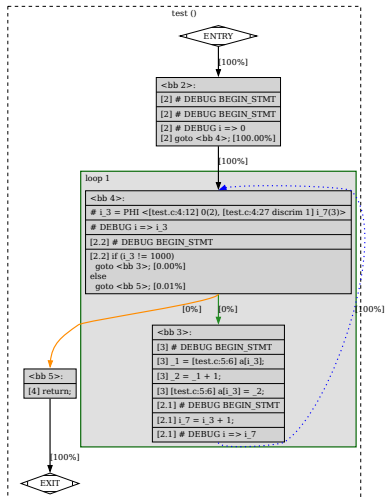 test ()
ENTRY
[100%]
<bb 2>:
[2] # DEBUG BEGIN_STMT
[2] # DEBUG BEGIN_STMT
[2] # DEBUG i => 0
[2] goto <bb 4>; [100.00%]
[100%]
loop 1
<bb 4>:
# i_3 = PHI <[test.c:4:12] 0(2), [test.c:4:27 discrim 1] i_7(3)>
# DEBUG i => i_3
[2.2] # DEBUG BEGIN_STMT
[2.2] if (i_3 != 1000)
goto <bb 3>; [0.00%]
else
goto <bb 5>; [0.01%]
[0%]
[0%]
[100%]
<bb 3>:
[3] # DEBUG BEGIN_STMT
[3] _1 = [test.c:5:6] a[i_3];
[3] _2 = _1 + 1;
[3] [test.c:5:6] a[i_3] = _2;
[2.1] # DEBUG BEGIN_STMT
[2.1] i_7 = i_3 + 1;
[2.1] # DEBUG i => i_7
<bb 5>:
[4] return;
[100%]
EXIT